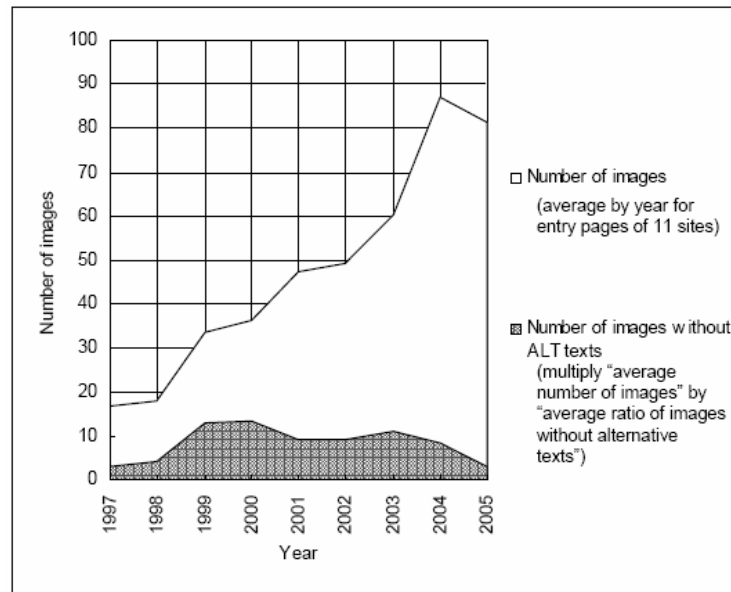 100
90
80
70
60
50
40
30
20
10
0
Number of images
1997
1998
1999
2000
2001
2002
2003
2004
2005
Year
Number of images
(average by year for
entry pages of 11 sites)
Number of images without
ALT texts
(multiply “average
number of images” by
“average ratio of images
without alternative
texts”)